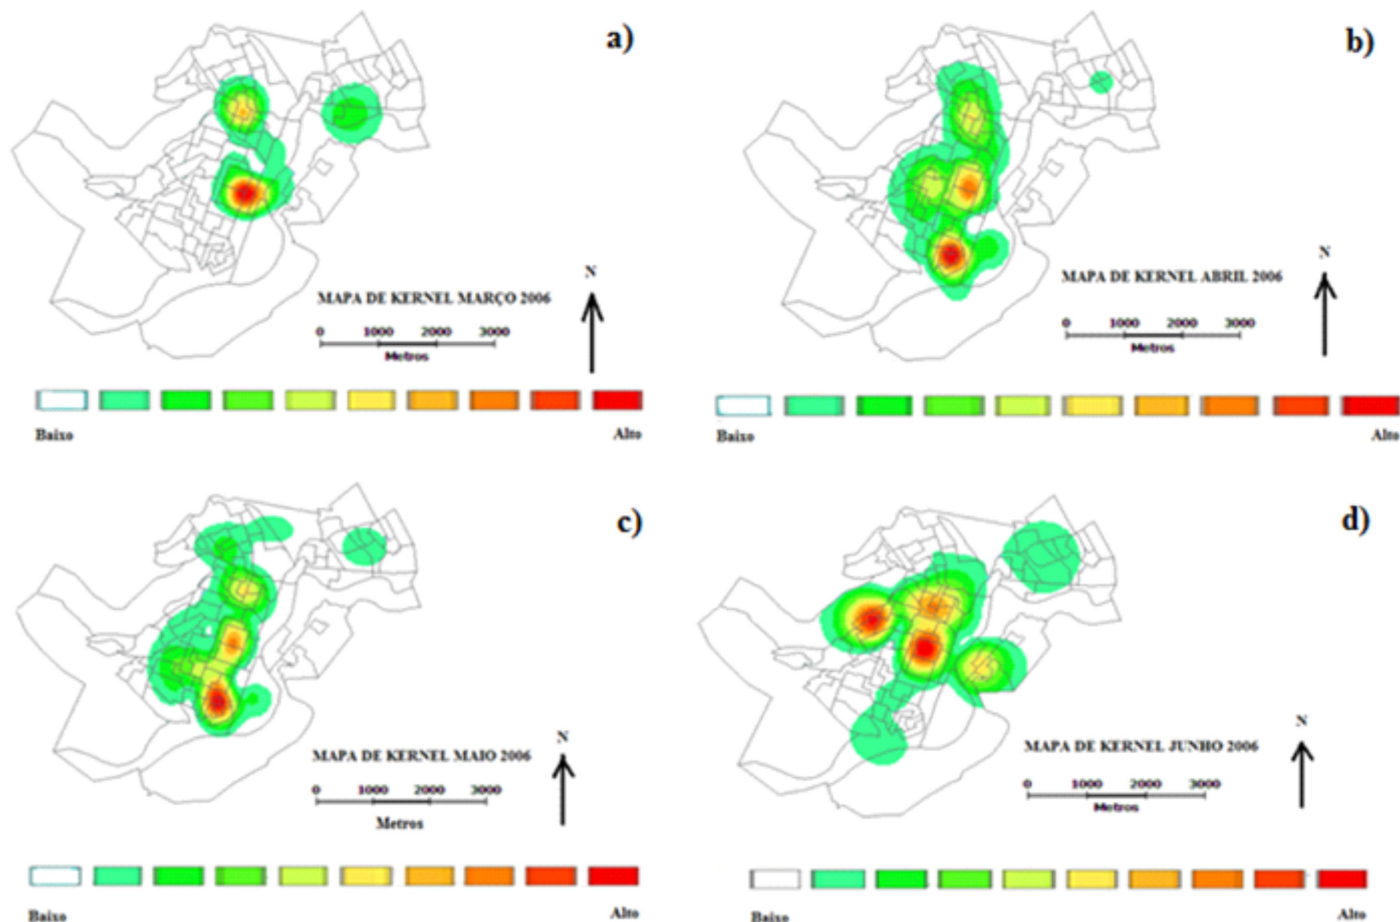 a)
N
MAPA DE KERNEL MARÇO 2006
0 1000 2000 3000
Metros
Baixo Alto
b)
N
MAPA DE KERNEL ABRIL 2006
0 1000 2000 3000
Metros
Baixo Alto
c)
N
MAPA DE KERNEL MAIO 2006
0 1000 2000 3000
Metros
Baixo Alto
d)
N
MAPA DE KERNEL JUNHO 2006
0 1000 2000 3000
Metros
Baixo Alto